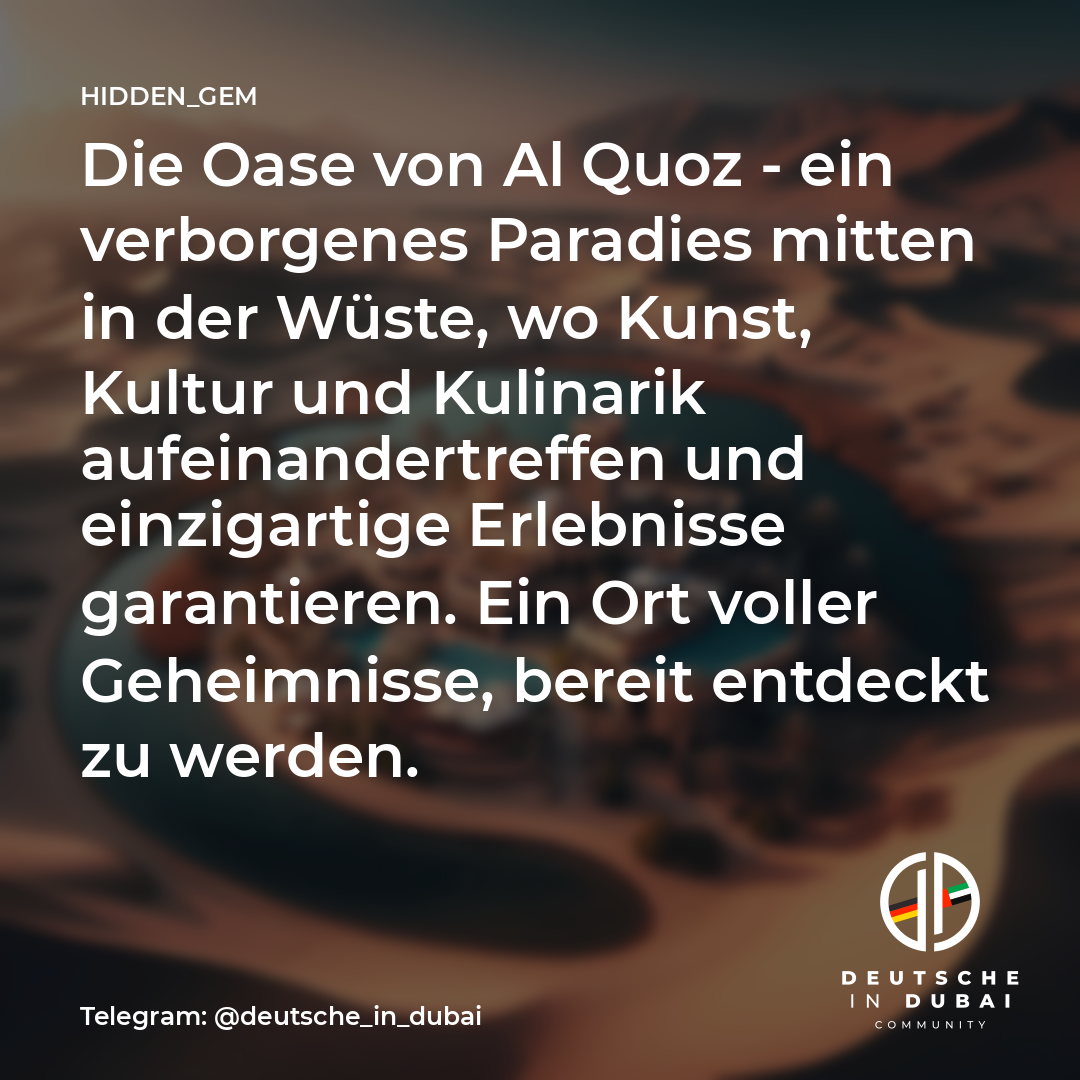 HIDDEN_GEM
Die Oase von Al Quoz - ein
verborgenes Paradies mitten
in der Wüste, wo Kunst,
Kultur und Kulinarik
aufeinandertreffen und
einzigartige Erlebnisse
garantieren. Ein Ort voller
Geheimnisse, bereit entdeckt
zu werden.
DEUTSCHE
IN DUBAI
COMMUNITY
Telegram: @deutsche_in_dubai